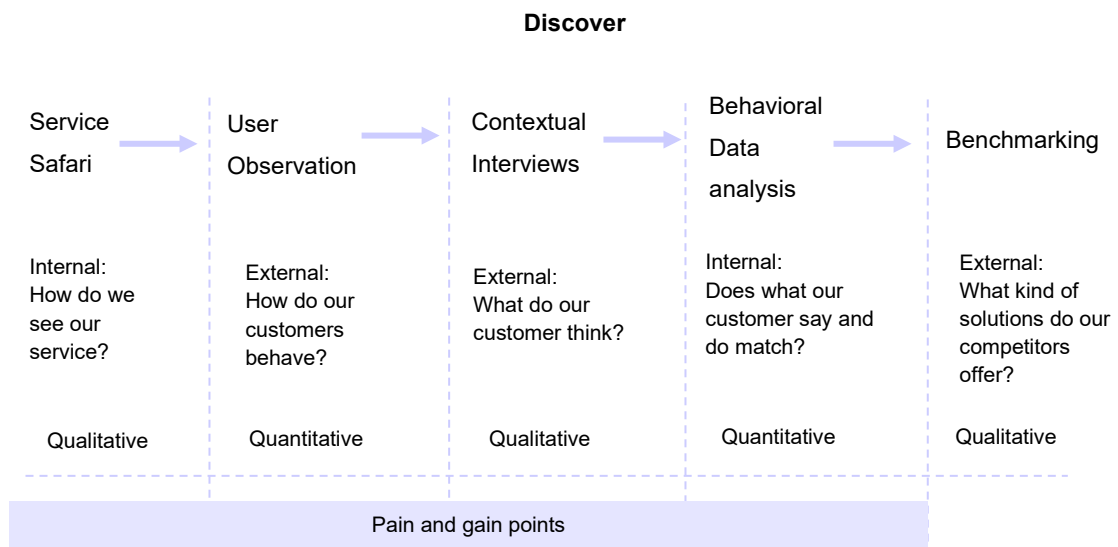 Discover
Service
Safari
User
Observation
Contextual
Interviews
Behavioral
Data
analysis
Benchmarking
Internal:
How do we
see our
service?
External:
How do our
customers
behave?
External:
What do our
customer think?
Internal:
Does what our
customer say and
do match?
External:
What kind of
solutions do our
competitors
offer?
Qualitative
Quantitative
Qualitative
Quantitative
Qualitative
Pain and gain points